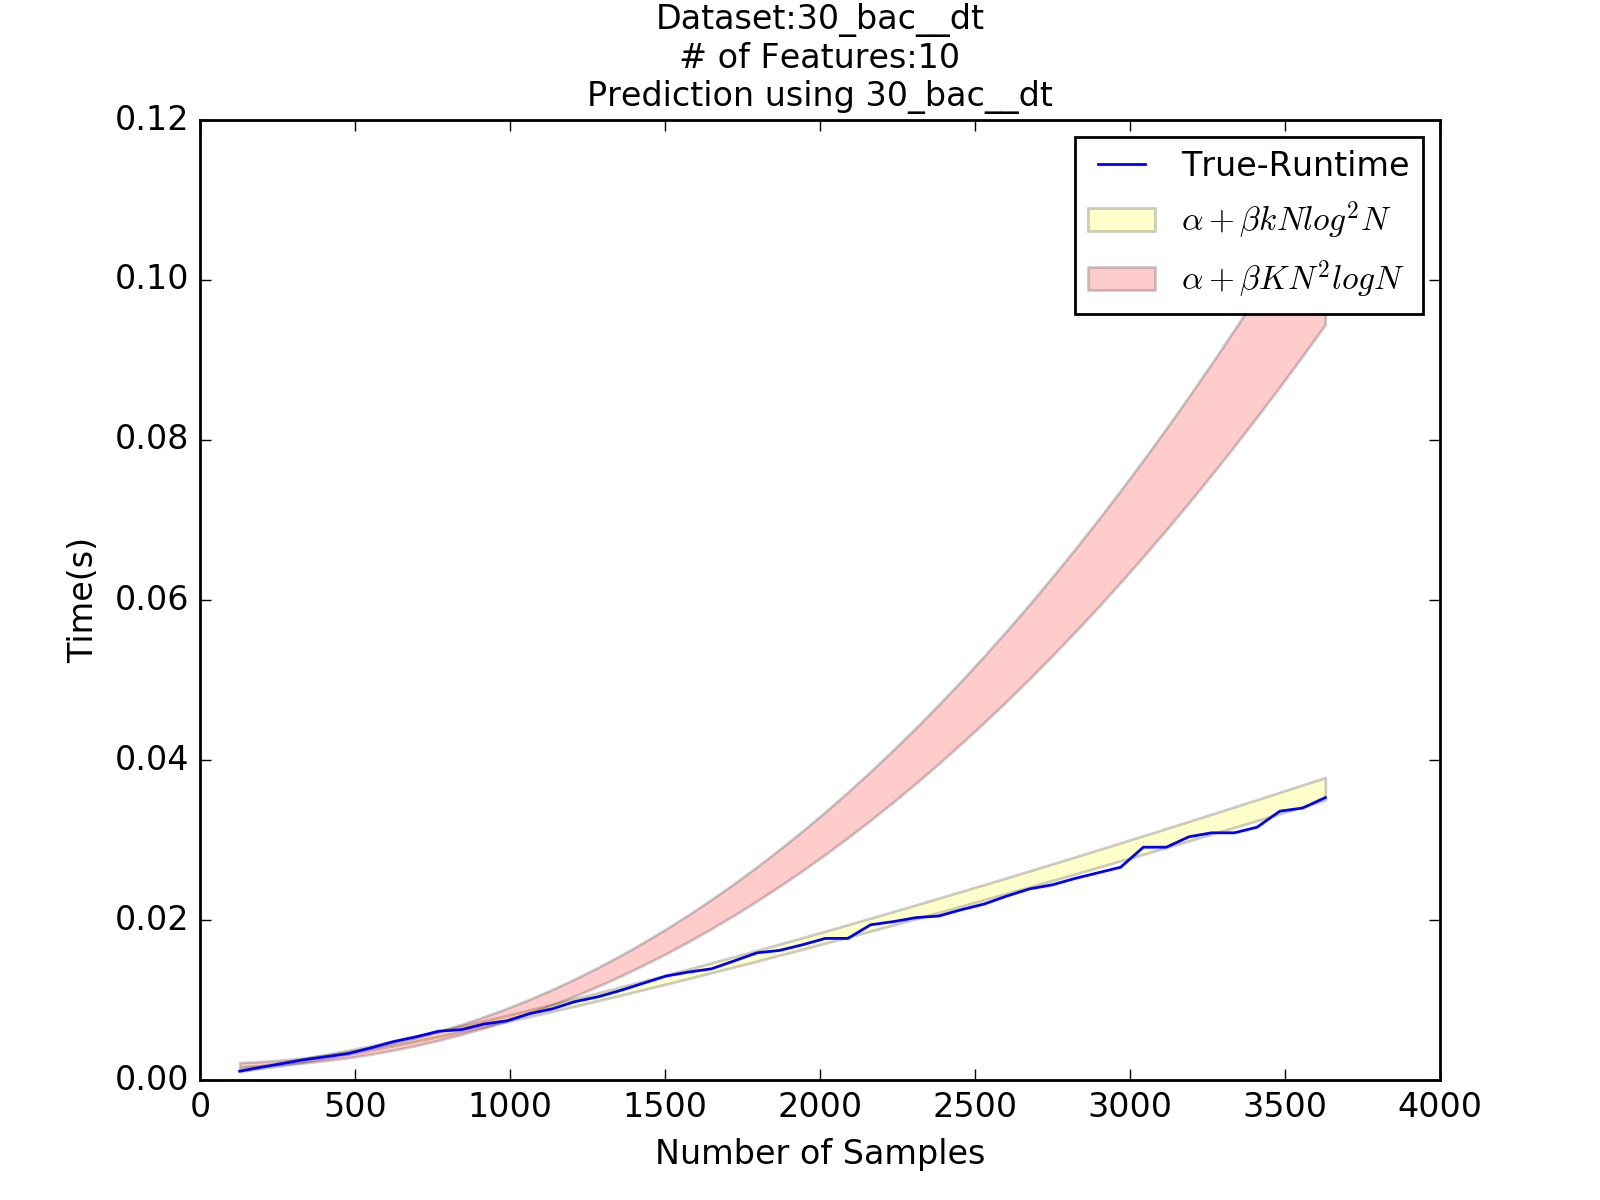 Dataset:30_bac__dt
# of Features:10
Prediction using 30_bac__dt
0.12
0.10
0.08
0.06
0.04
0.02
0.00
Time(s)
True-Runtime
α + βkNlog²N
α + βKN²logN
0 500 1000 1500 2000 2500 3000 3500 4000
Number of Samples